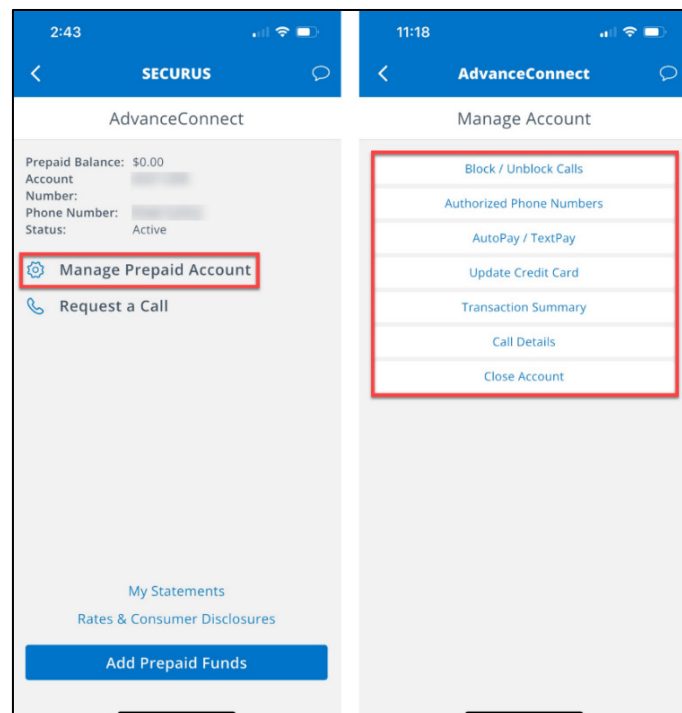 2:43
SECURUS
AdvanceConnect
Prepaid Balance: $0.00
Account
Number:
Phone Number:
Status: Active
Manage Prepaid Account
Request a Call
My Statements
Rates & Consumer Disclosures
Add Prepaid Funds
11:18
AdvanceConnect
Manage Account
Block / Unblock Calls
Authorized Phone Numbers
AutoPay / TextPay
Update Credit Card
Transaction Summary
Call Details
Close Account